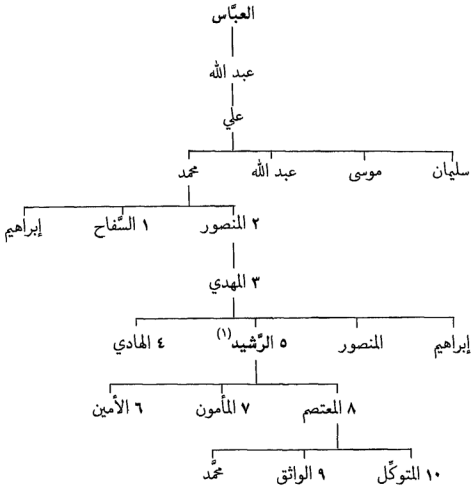 العبَّاس
عبد الله
علي
سليمان موسى عبد الله محمد
٢ المنصور ١ السَّفاح إبراهيم
٣ المهدي
إبراهيم المنصور ٥ الرَّشيد (١) ٤ الهادي
٨ المعتصم ٧ المأمون ٦ الأمين
١٠ المتوكِّل ٩ الواثق محمَّد